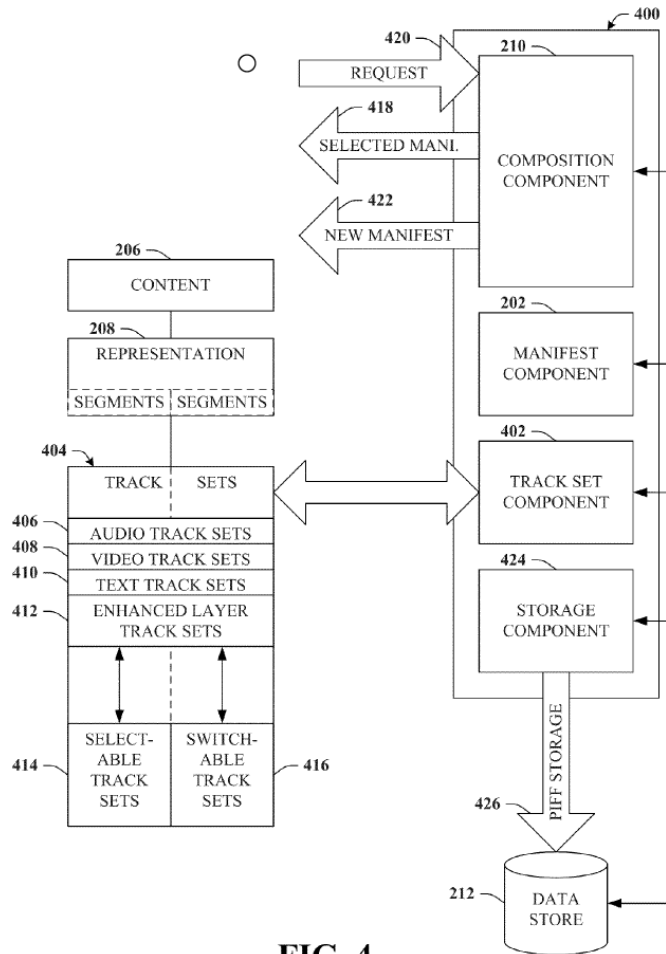 400
420
210
REQUEST
418
SELECTED MANI.
COMPOSITION
COMPONENT
422
NEW MANIFEST
206
CONTENT
202
208
MANIFEST
COMPONENT
REPRESENTATION
SEGMENTS SEGMENTS
402
404
TRACK SETS
TRACK SET
COMPONENT
406
AUDIO TRACK SETS
408
VIDEO TRACK SETS
410
TEXT TRACK SETS
424
412
ENHANCED LAYER
TRACK SETS
STORAGE
COMPONENT
414
SELECT-
ABLE
TRACK
SETS
SWITCH-
ABLE
TRACK
SETS
416
PIFF STORAGE
426
212
DATA
STORE
FIG. 4